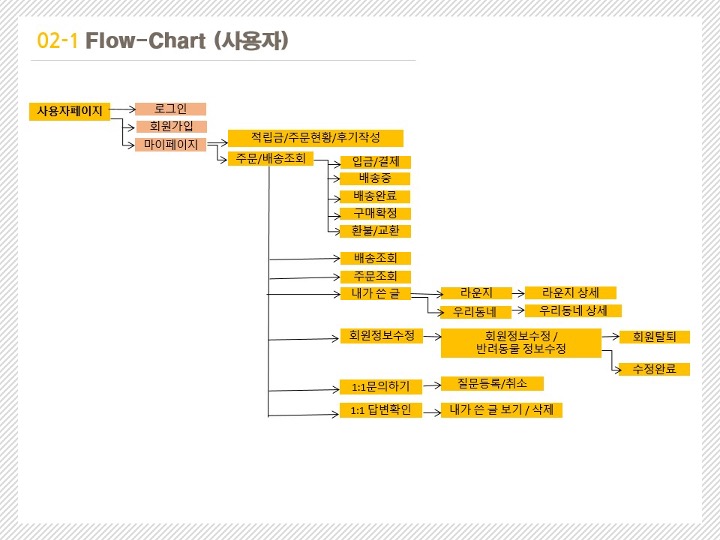 02-1 Flow-Chart (사용자)
사용자페이지
로그인
회원가입
마이페이지
적립금/주문현황/후기작성
주문/배송조회
입금/결제
배송중
배송완료
구매확정
환불/교환
배송조회
주문조회
내가 쓴 글
라운지
라운지 상세
우리동네
우리동네 상세
회원정보수정
회원정보수정 /
반려동물 정보수정
회원탈퇴
수정완료
1:1문의하기
질문등록/취소
1:1 답변확인
내가 쓴 글 보기 / 삭제